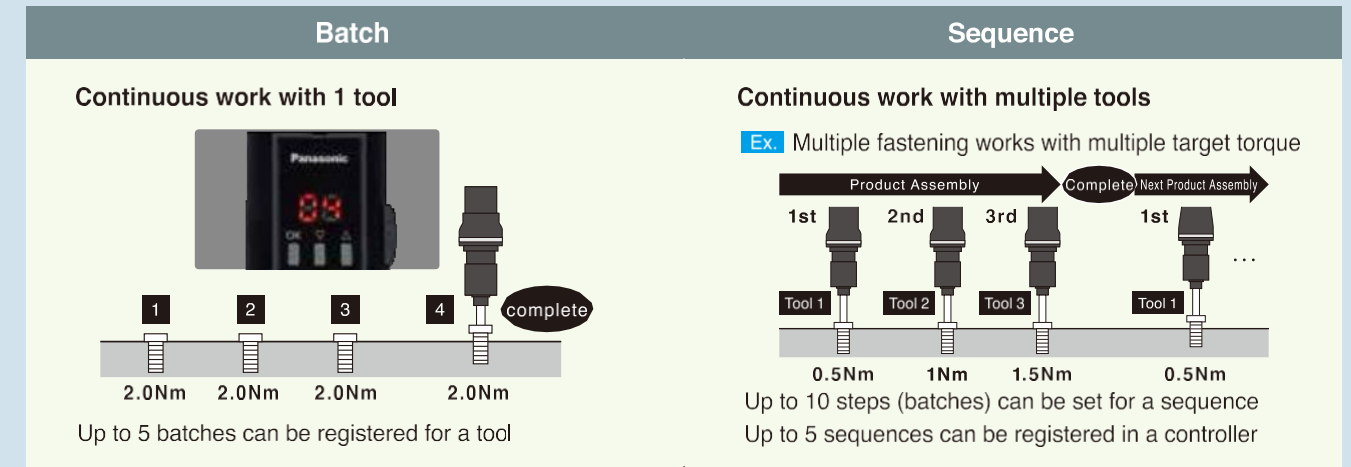 Batch
Continuous work with 1 tool
Panasonic
04
OK ▽ △
1 2 3 4 complete
2.0Nm 2.0Nm 2.0Nm 2.0Nm
Up to 5 batches can be registered for a tool
Sequence
Continuous work with multiple tools
Ex. Multiple fastening works with multiple target torque
Product Assembly Complete Next Product Assembly
1st 2nd 3rd 1st
...
Tool 1 Tool 2 Tool 3 Tool 1
0.5Nm 1Nm 1.5Nm 0.5Nm
Up to 10 steps (batches) can be set for a sequence
Up to 5 sequences can be registered in a controller